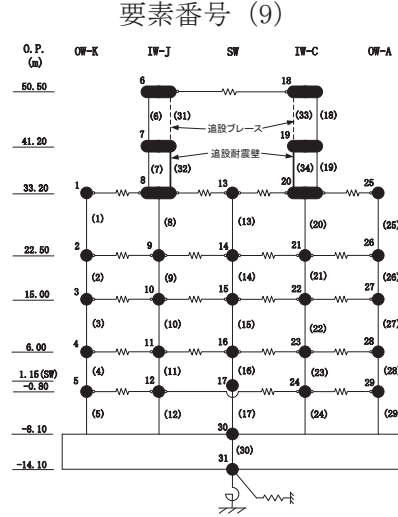 要素番号 (9)
O.P.
(m)
OW-K IW-J SW IW-C OW-A
50.50 6 18
(6) (31) (33) (18)
追設ブレース
41.20 7 19
追設耐震壁
(7) (32) (34) (19)
33.20 1 8 13 20 25
(1) (8) (13) (20) (25)
22.50 2 9 14 21 26
(2) (9) (14) (21) (26)
15.00 3 10 15 22 27
(3) (10) (15) (22) (27)
6.00 4 11 16 23 28
(4) (11) (16) (23) (28)
1.15(SW) 17
-0.80 5 12 24 29
(5) (12) (17) (24) (29
-8.10 30
(30)
-14.10 31